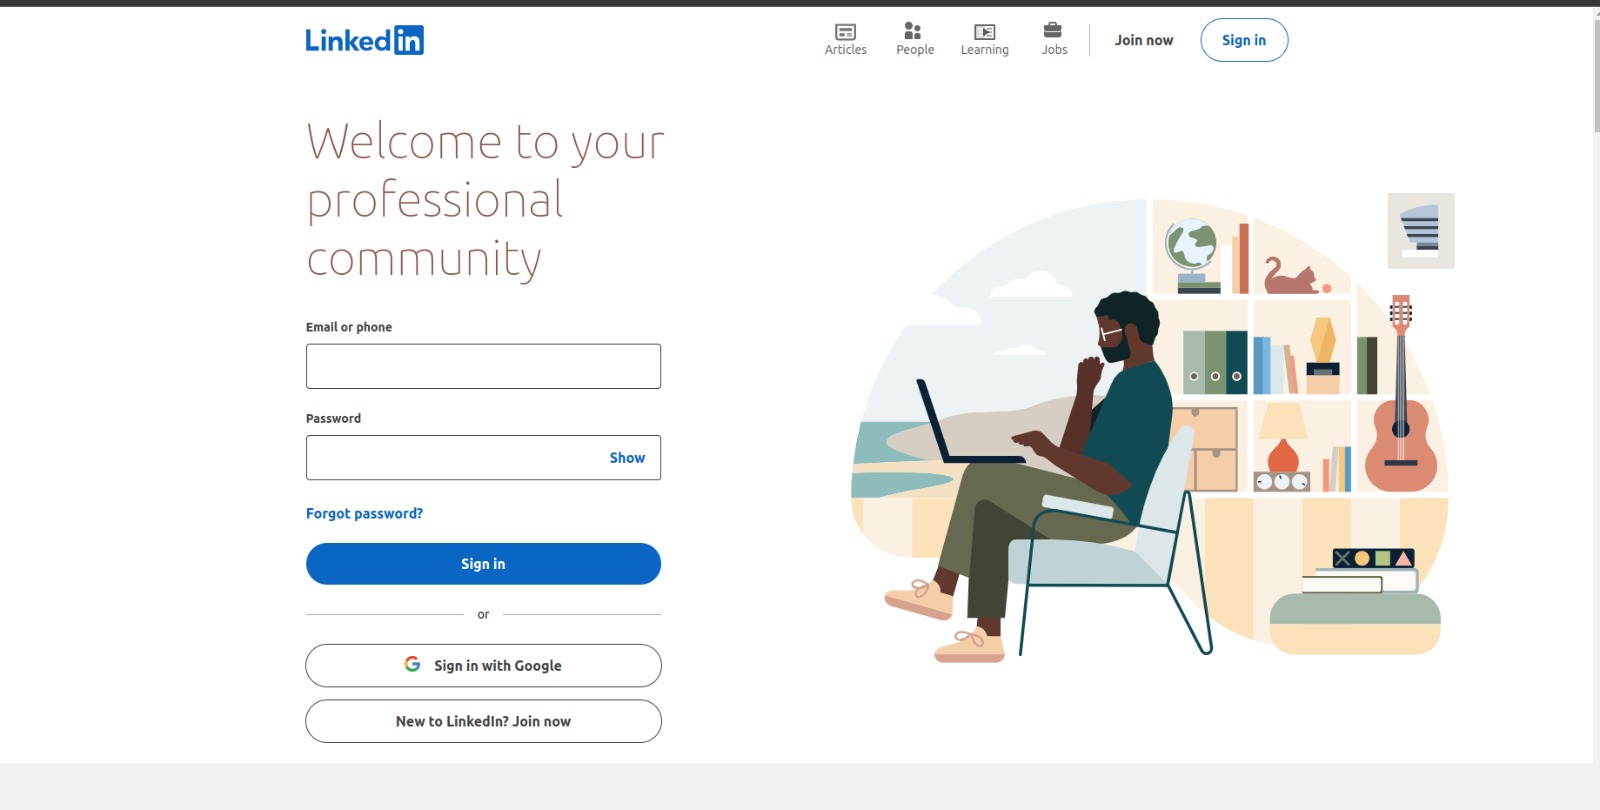 LinkedIn
Articles
People
Learning
Jobs
Join now
Sign in
Welcome to your
professional
community
Email or phone
Password
Show
Forgot password?
Sign in
or
Sign in with Google
New to LinkedIn? Join now